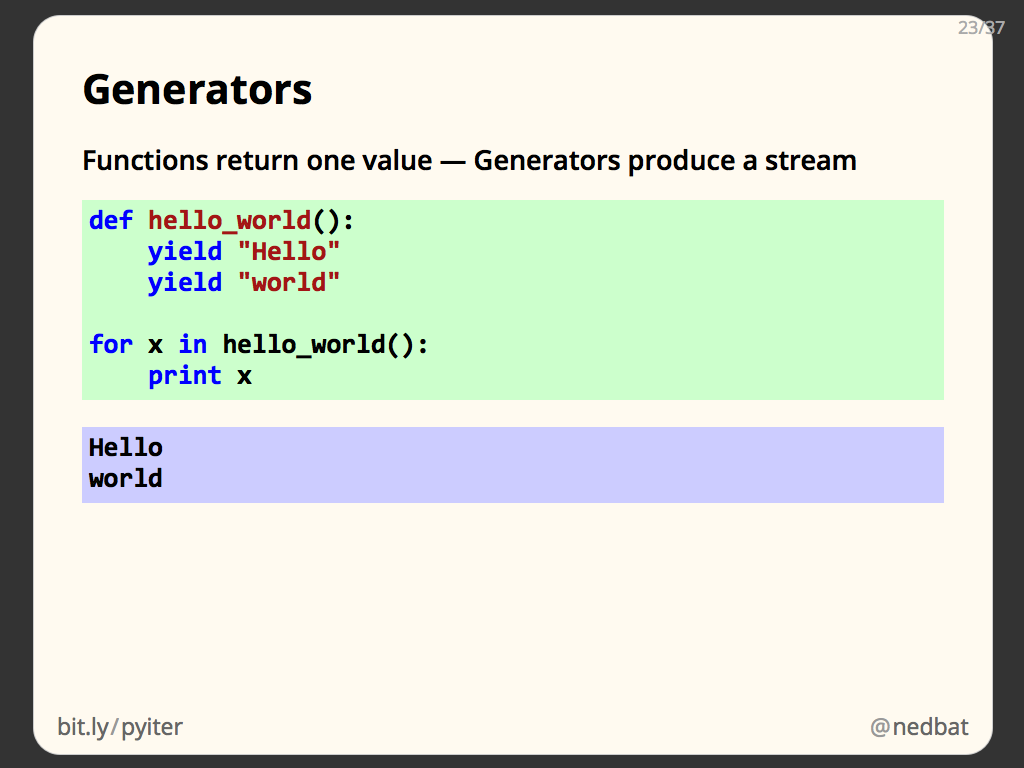 23/37
Generators
Functions return one value — Generators produce a stream
def hello_world():
    yield "Hello"
    yield "world"

for x in hello_world():
    print x
Hello
world
bit.ly/pyiter
@nedbat